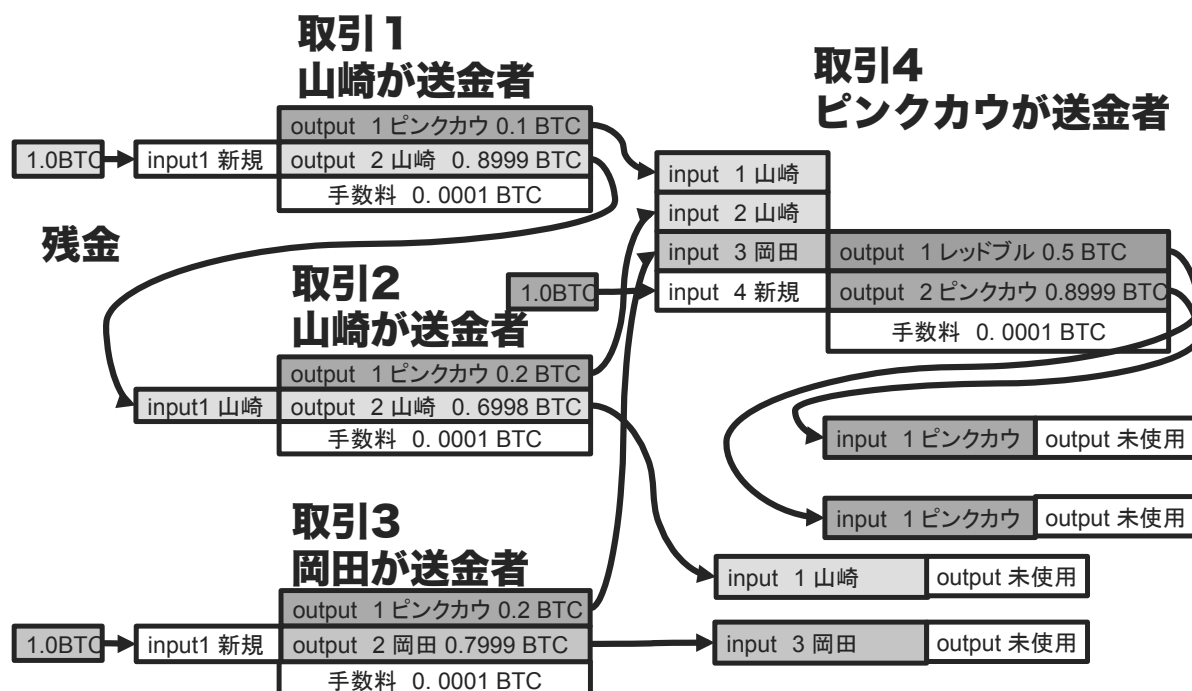 取引1
山崎が送金者
1.0BTC
input1 新規
output 1 ピンクカウ 0.1 BTC
output 2 山崎 0. 8999 BTC
手数料 0. 0001 BTC
残金
取引2
山崎が送金者
input1 山崎
output 1 ピンクカウ 0.2 BTC
output 2 山崎 0. 6998 BTC
手数料 0. 0001 BTC
取引3
岡田が送金者
1.0BTC
input1 新規
output 1 ピンクカウ 0.2 BTC
output 2 岡田 0.7999 BTC
手数料 0. 0001 BTC
取引4
ピンクカウが送金者
input 1 山崎
input 2 山崎
input 3 岡田
1.0BTC
input 4 新規
output 1 レッドブル 0.5 BTC
output 2 ピンクカウ 0.8999 BTC
手数料 0. 0001 BTC
input 1 ピンクカウ
output 未使用
input 1 ピンクカウ
output 未使用
input 1 山崎
output 未使用
input 3 岡田
output 未使用